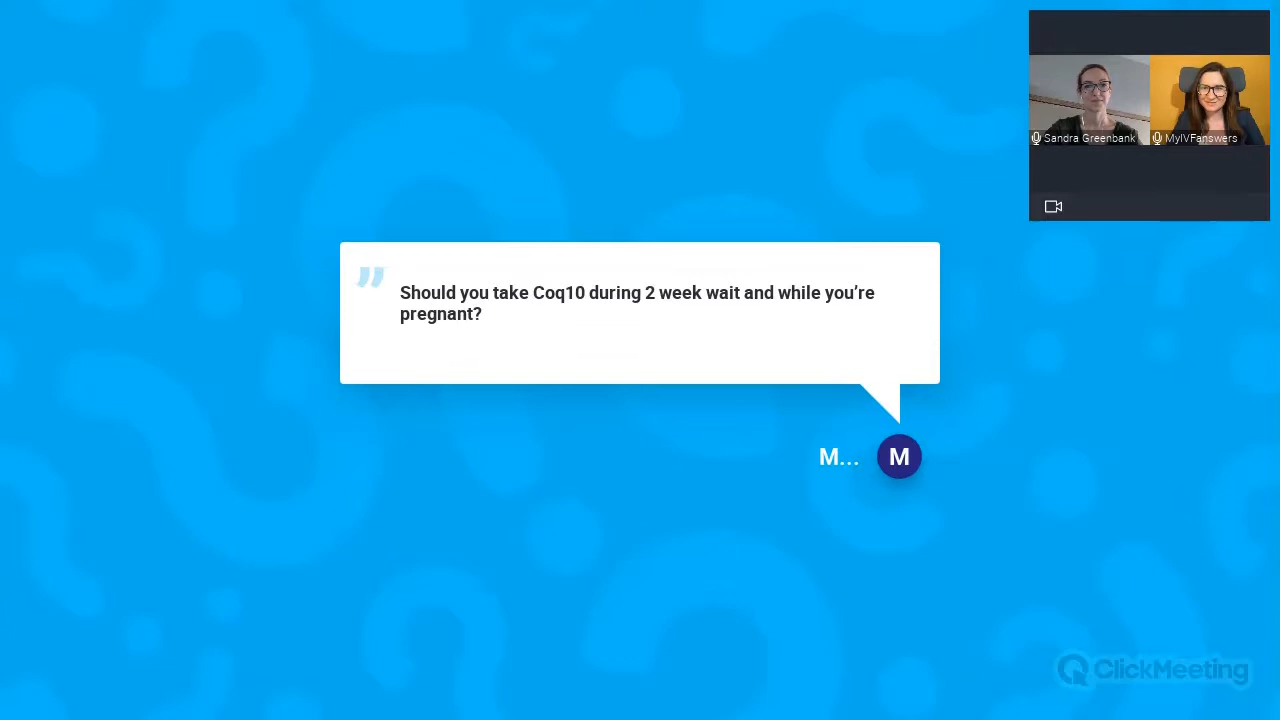 Sandra Greenbank
MyIVFanswers
Should you take Coq10 during 2 week wait and while you’re
pregnant?
M...
M
ClickMeeting